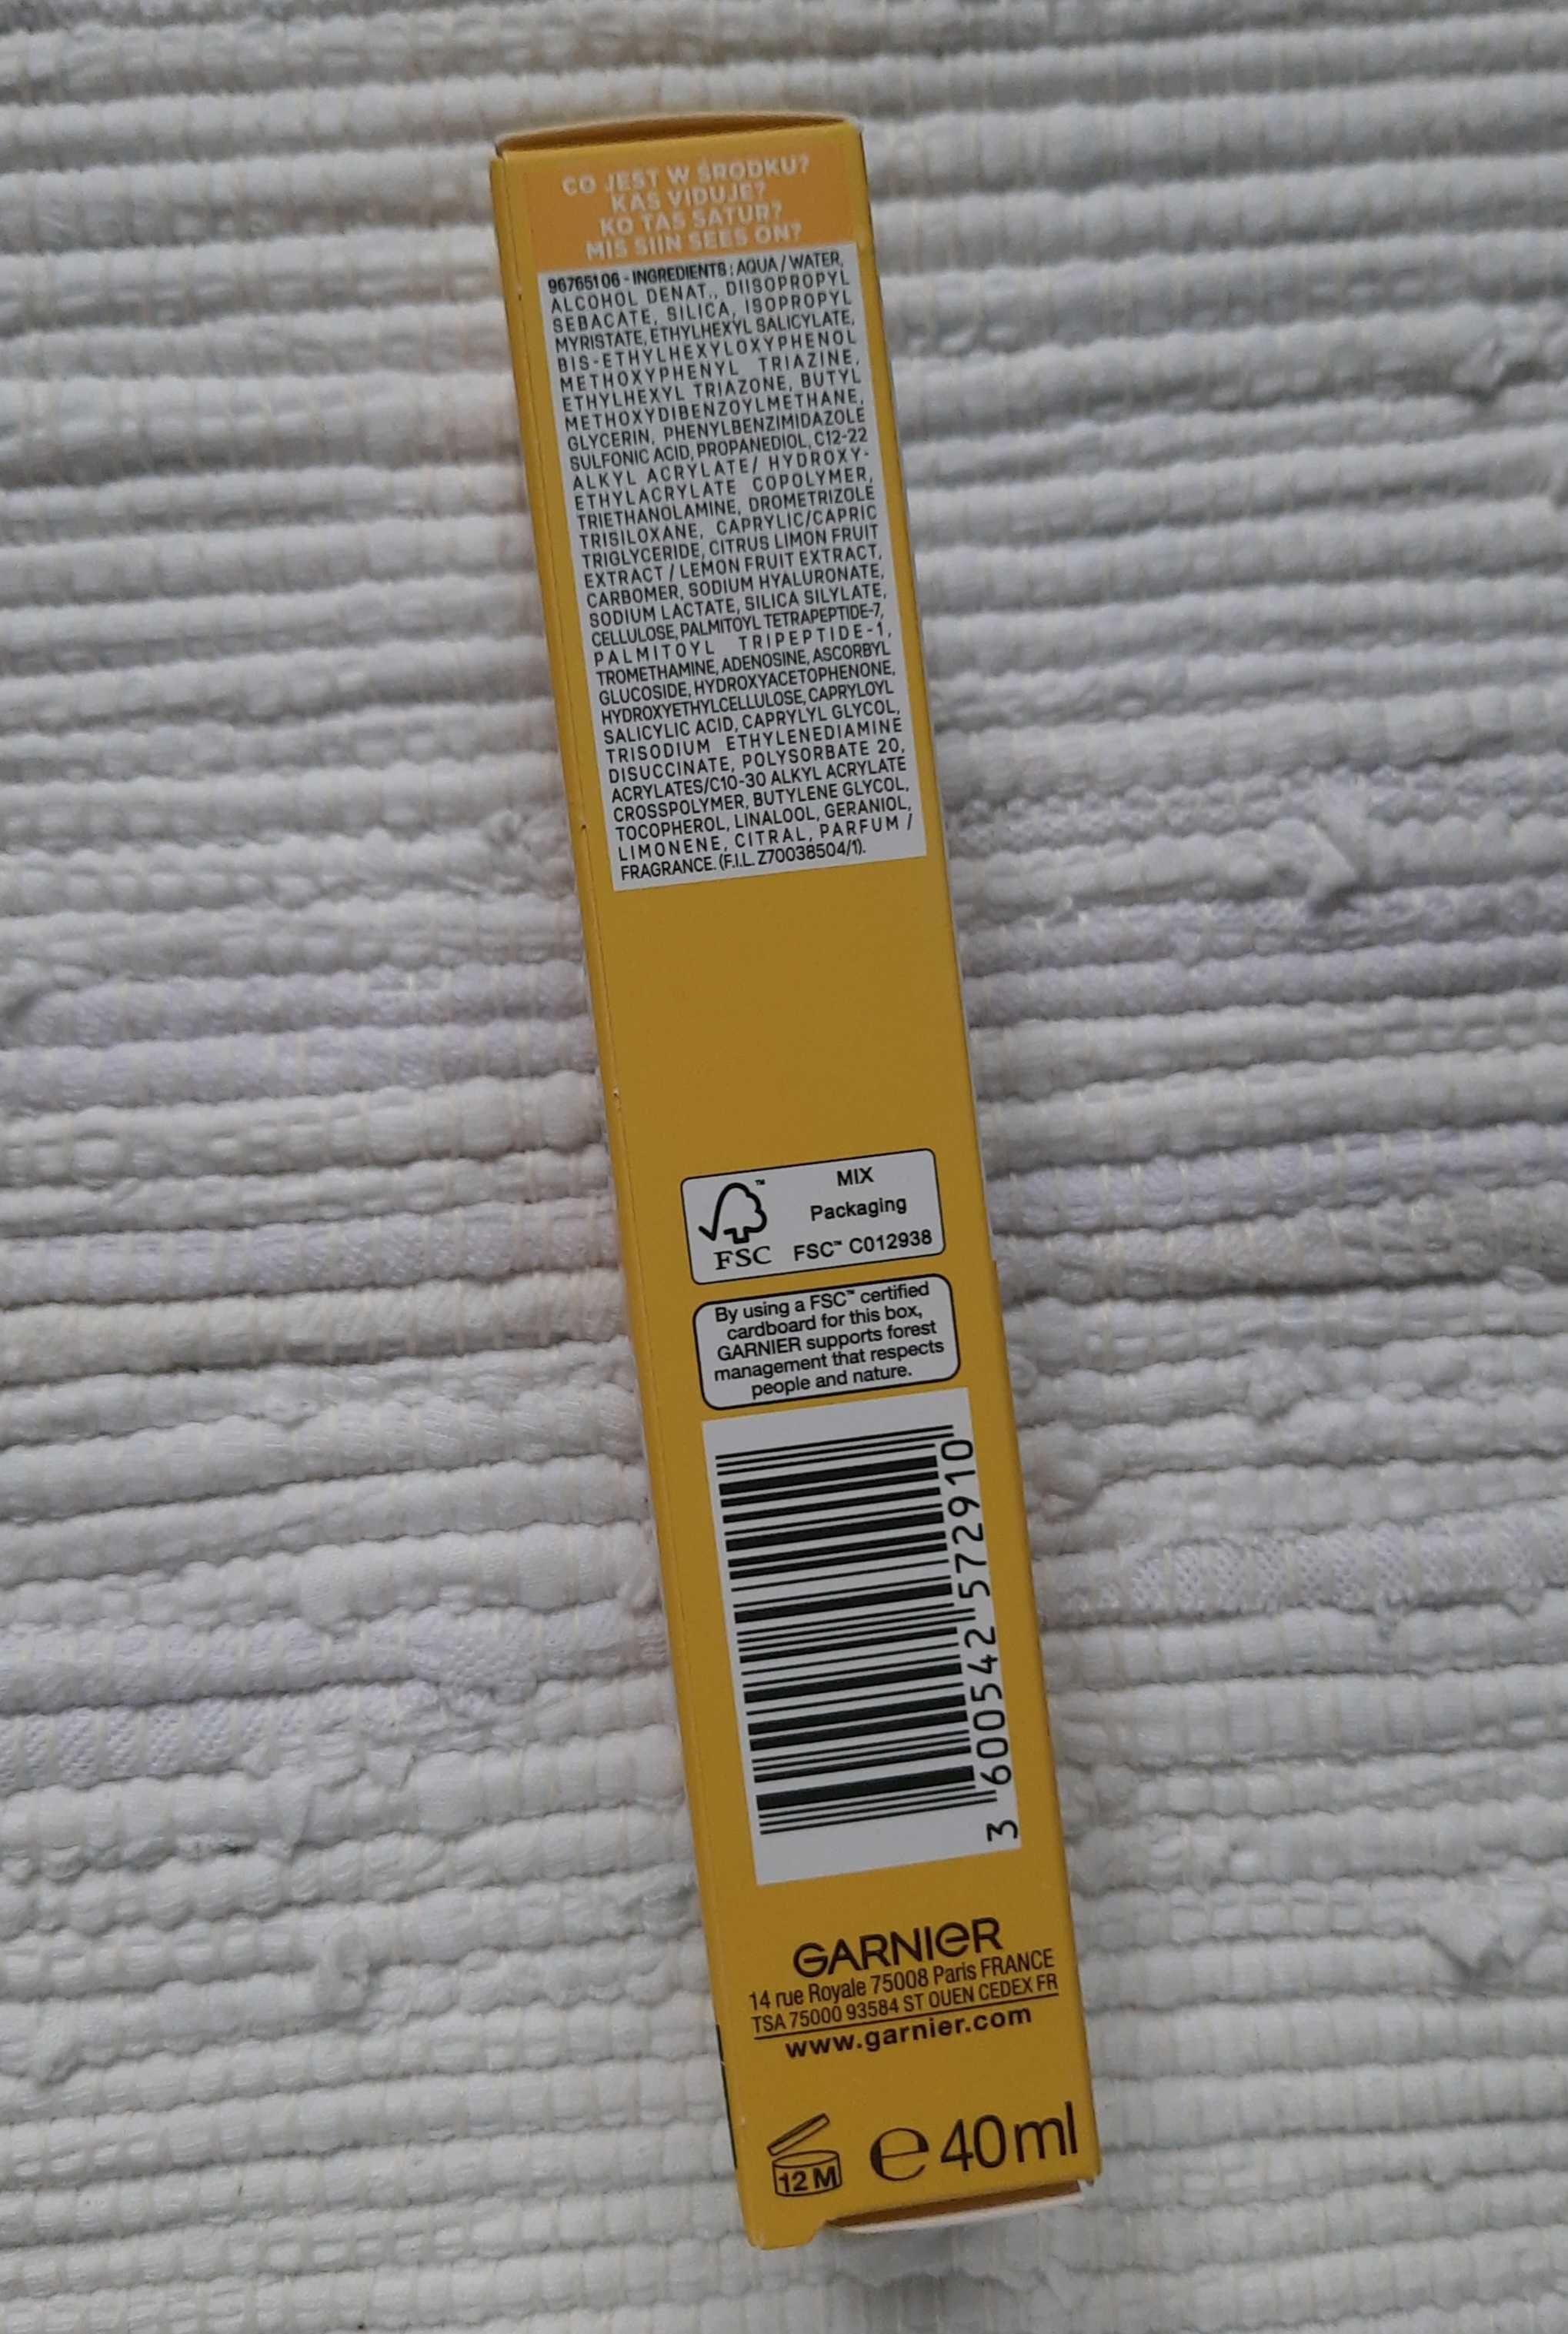 CO JEST W ŚRODKU?
KAS VIDUJE?
KO TAS SATUR?
MIS SIIN SEES ON?
96765106 - INGREDIENTS : AQUA / WATER,
ALCOHOL DENAT., DIISOPROPYL
SEBACATE, SILICA, ISOPROPYL
MYRISTATE, ETHYLHEXYL SALICYLATE,
BIS-ETHYLHEXYLOXYPHENOL
METHOXYPHENYL TRIAZINE,
ETHYLHEXYL TRIAZONE, BUTYL
METHOXYDIBENZOYLMETHANE,
GLYCERIN, PHENYLBENZIMIDAZOLE
SULFONIC ACID, PROPANEDIOL, C12-22
ALKYL ACRYLATE/ HYDROXY-
ETHYLACRYLATE COPOLYMER,
TRIETHANOLAMINE, DROMETRIZOLE
TRISILOXANE, CAPRYLIC/CAPRIC
TRIGLYCERIDE, CITRUS LIMON FRUIT
EXTRACT / LEMON FRUIT EXTRACT,
CARBOMER, SODIUM HYALURONATE,
SODIUM LACTATE, SILICA SILYLATE,
CELLULOSE, PALMITOYL TETRAPEPTIDE-7,
PALMITOYL TRIPEPTIDE-1,
TROMETHAMINE, ADENOSINE, ASCORBYL
GLUCOSIDE, HYDROXYACETOPHENONE,
HYDROXYETHYLCELLULOSE, CAPRYLOYL
SALICYLIC ACID, CAPRYLYL GLYCOL,
TRISODIUM ETHYLENEDIAMINE
DISUCCINATE, POLYSORBATE 20,
ACRYLATES/C10-30 ALKYL ACRYLATE
CROSSPOLYMER, BUTYLENE GLYCOL,
TOCOPHEROL, LINALOOL, GERANIOL,
LIMONENE, CITRAL, PARFUM /
FRAGRANCE. (F.I.L. Z70038504/1).
MIX
Packaging
FSC™ C012938
FSC
By using a FSC™ certified
cardboard for this box,
GARNIER supports forest
management that respects
people and nature.
3 600542 572910
GARNIER
14 rue Royale 75008 Paris FRANCE
TSA 75000 93584 ST OUEN CEDEX FR
www.garnier.com
12 M
e 40 ml